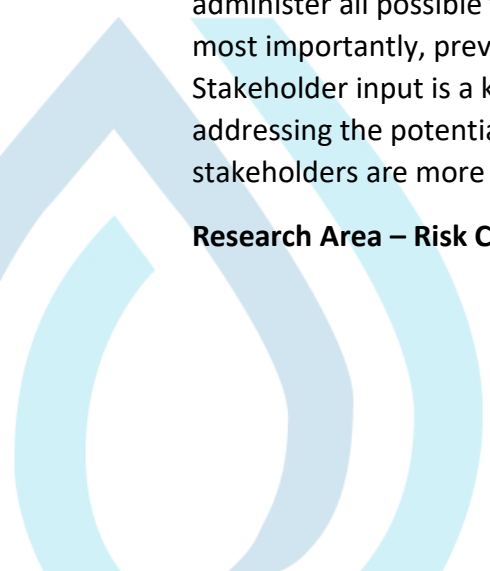 administer all possible
most importantly, prev
Stakeholder input is a k
addressing the potentia
stakeholders are more
Research Area – Risk C